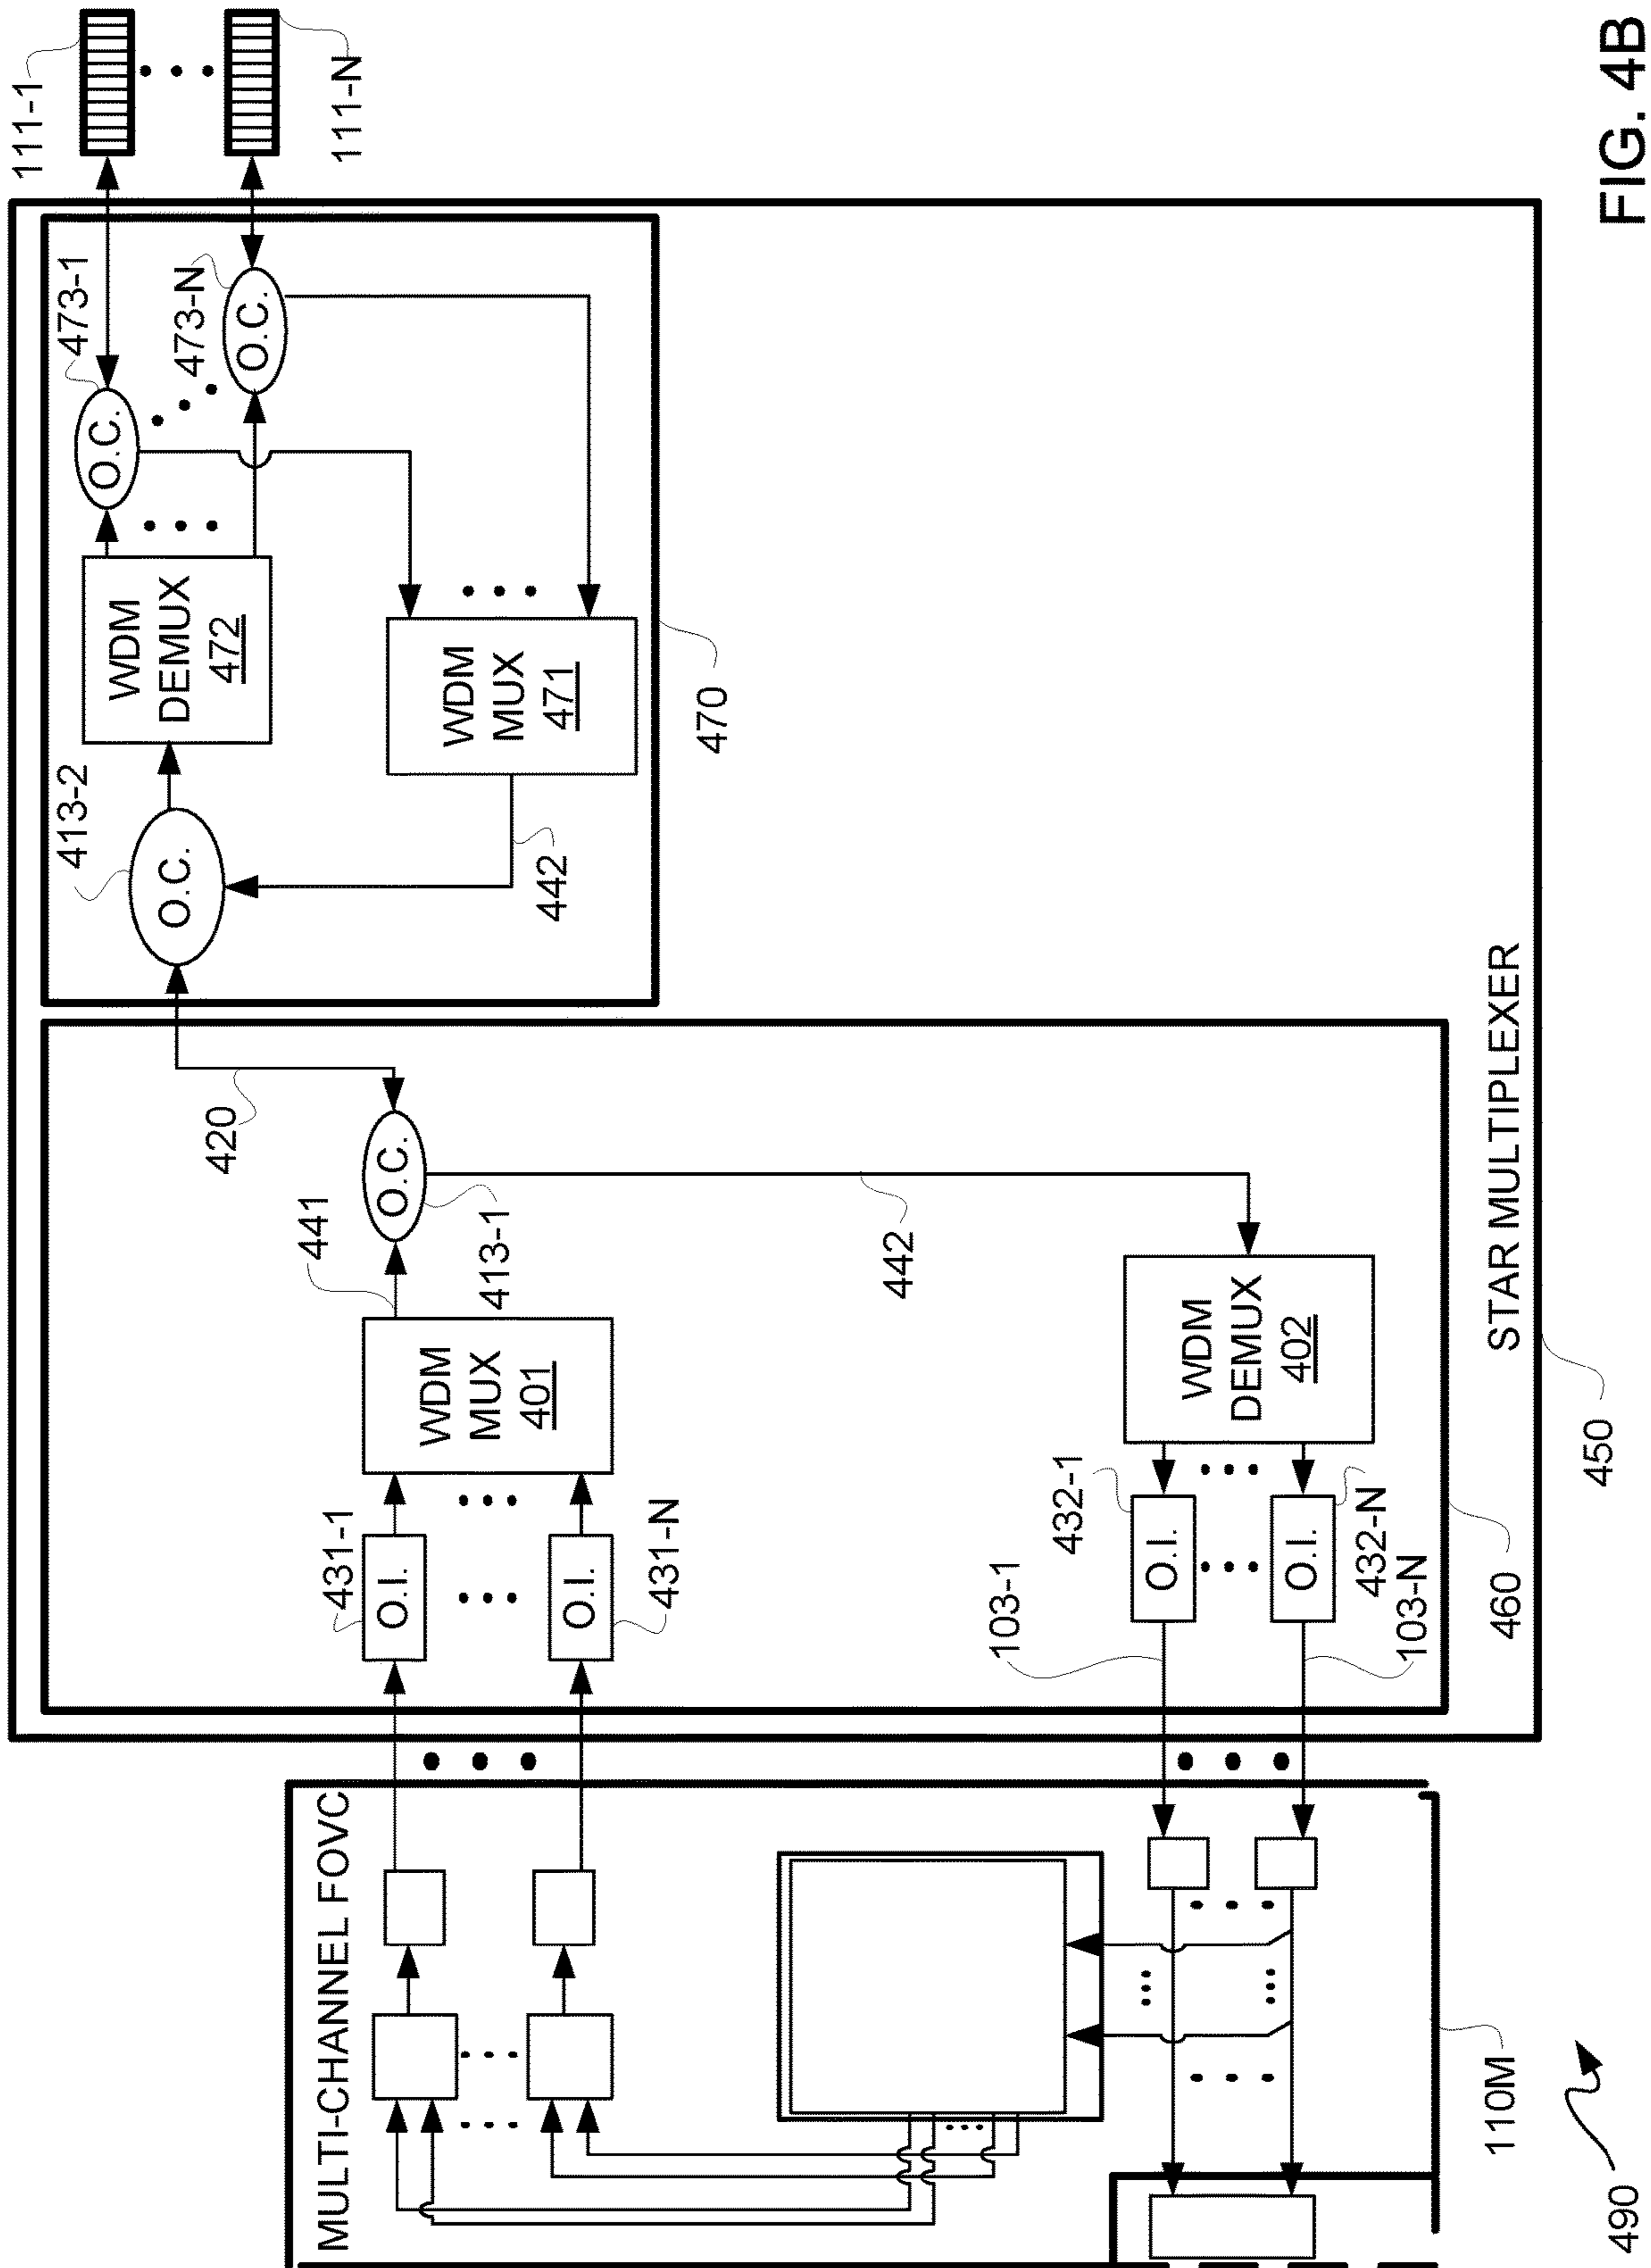 111-1
111-N
473-1
473-N
O.C.
O.C.
WDM
DEMUX
472
WDM
MUX
471
413-2
O.C.
442
470
420
O.C.
413-1
441
442
WDM
MUX
401
WDM
DEMUX
402
431-1
O.I.
O.I.
431-N
432-1
O.I.
O.I.
432-N
103-1
103-N
460
STAR MULTIPLEXER
450
MULTI-CHANNEL FOVC
110M
490
FIG. 4B